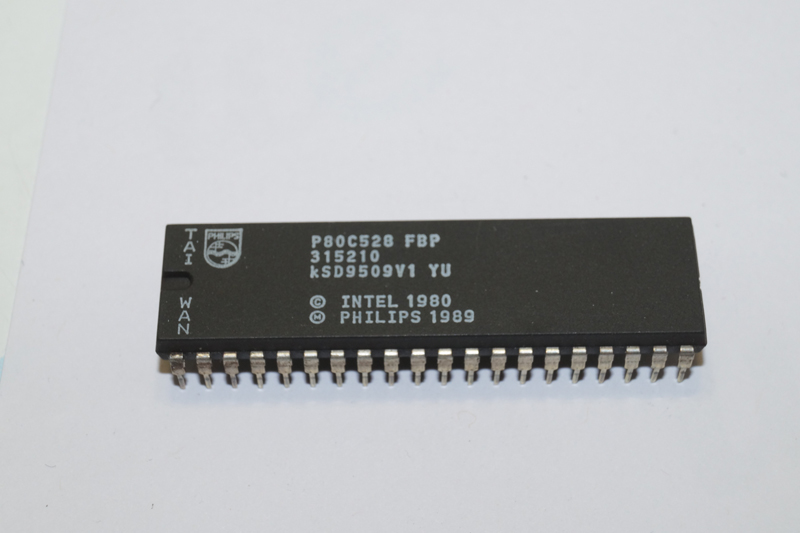 TAI WAN
PHILIPS
P80C528 FBP
315210
kSD9509V1 YU
© INTEL 1980
Ⓜ PHILIPS 1989